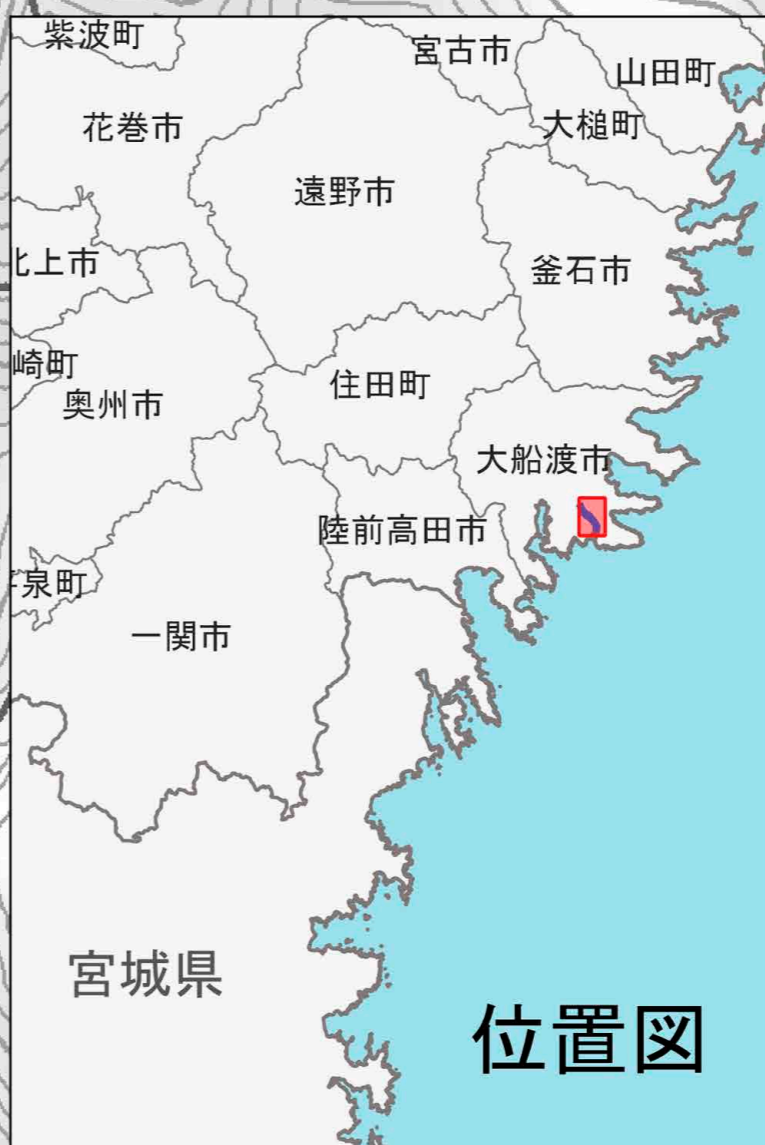 紫波町
宮古市
山田町
花巻市
大槌町
遠野市
北上市
釜石市
崎町
住田町
奥州市
大船渡市
陸前高田市
泉町
一関市
宮城県
位置図